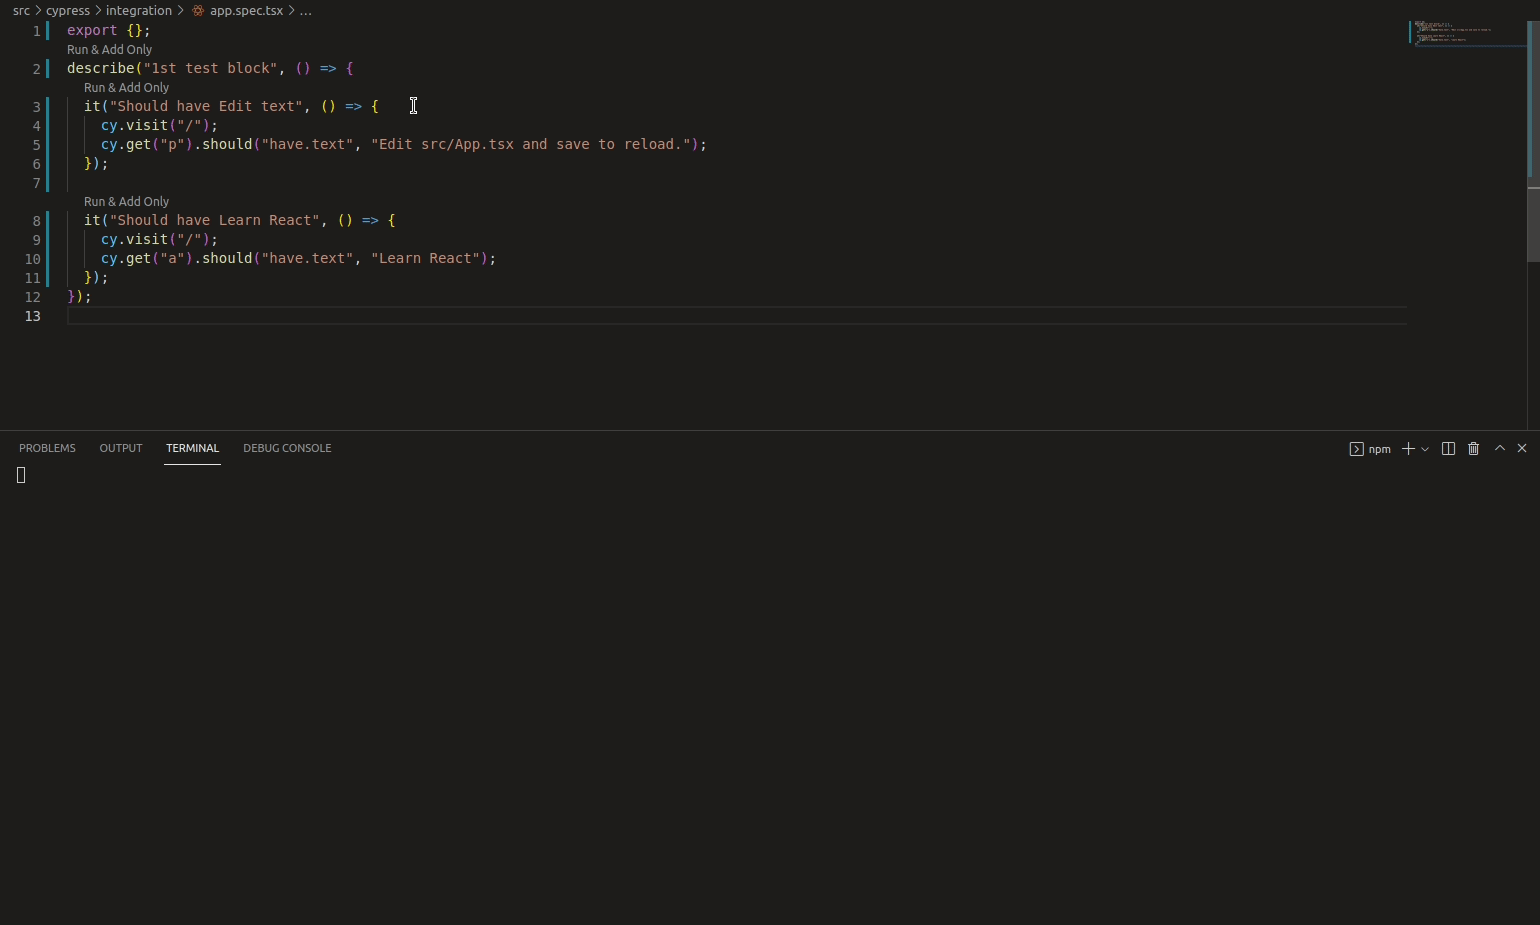 src > cypress > integration > app.spec.tsx > ...
1 export {};
Run & Add Only
2 describe("1st test block", () => {
Run & Add Only
3 it("Should have Edit text", () => {
4 cy.visit("/");
5 cy.get("p").should("have.text", "Edit src/App.tsx and save to reload.");
6 });
7
Run & Add Only
8 it("Should have Learn React", () => {
9 cy.visit("/");
10 cy.get("a").should("have.text", "Learn React");
11 });
12 });
13
PROBLEMS OUTPUT TERMINAL DEBUG CONSOLE npm